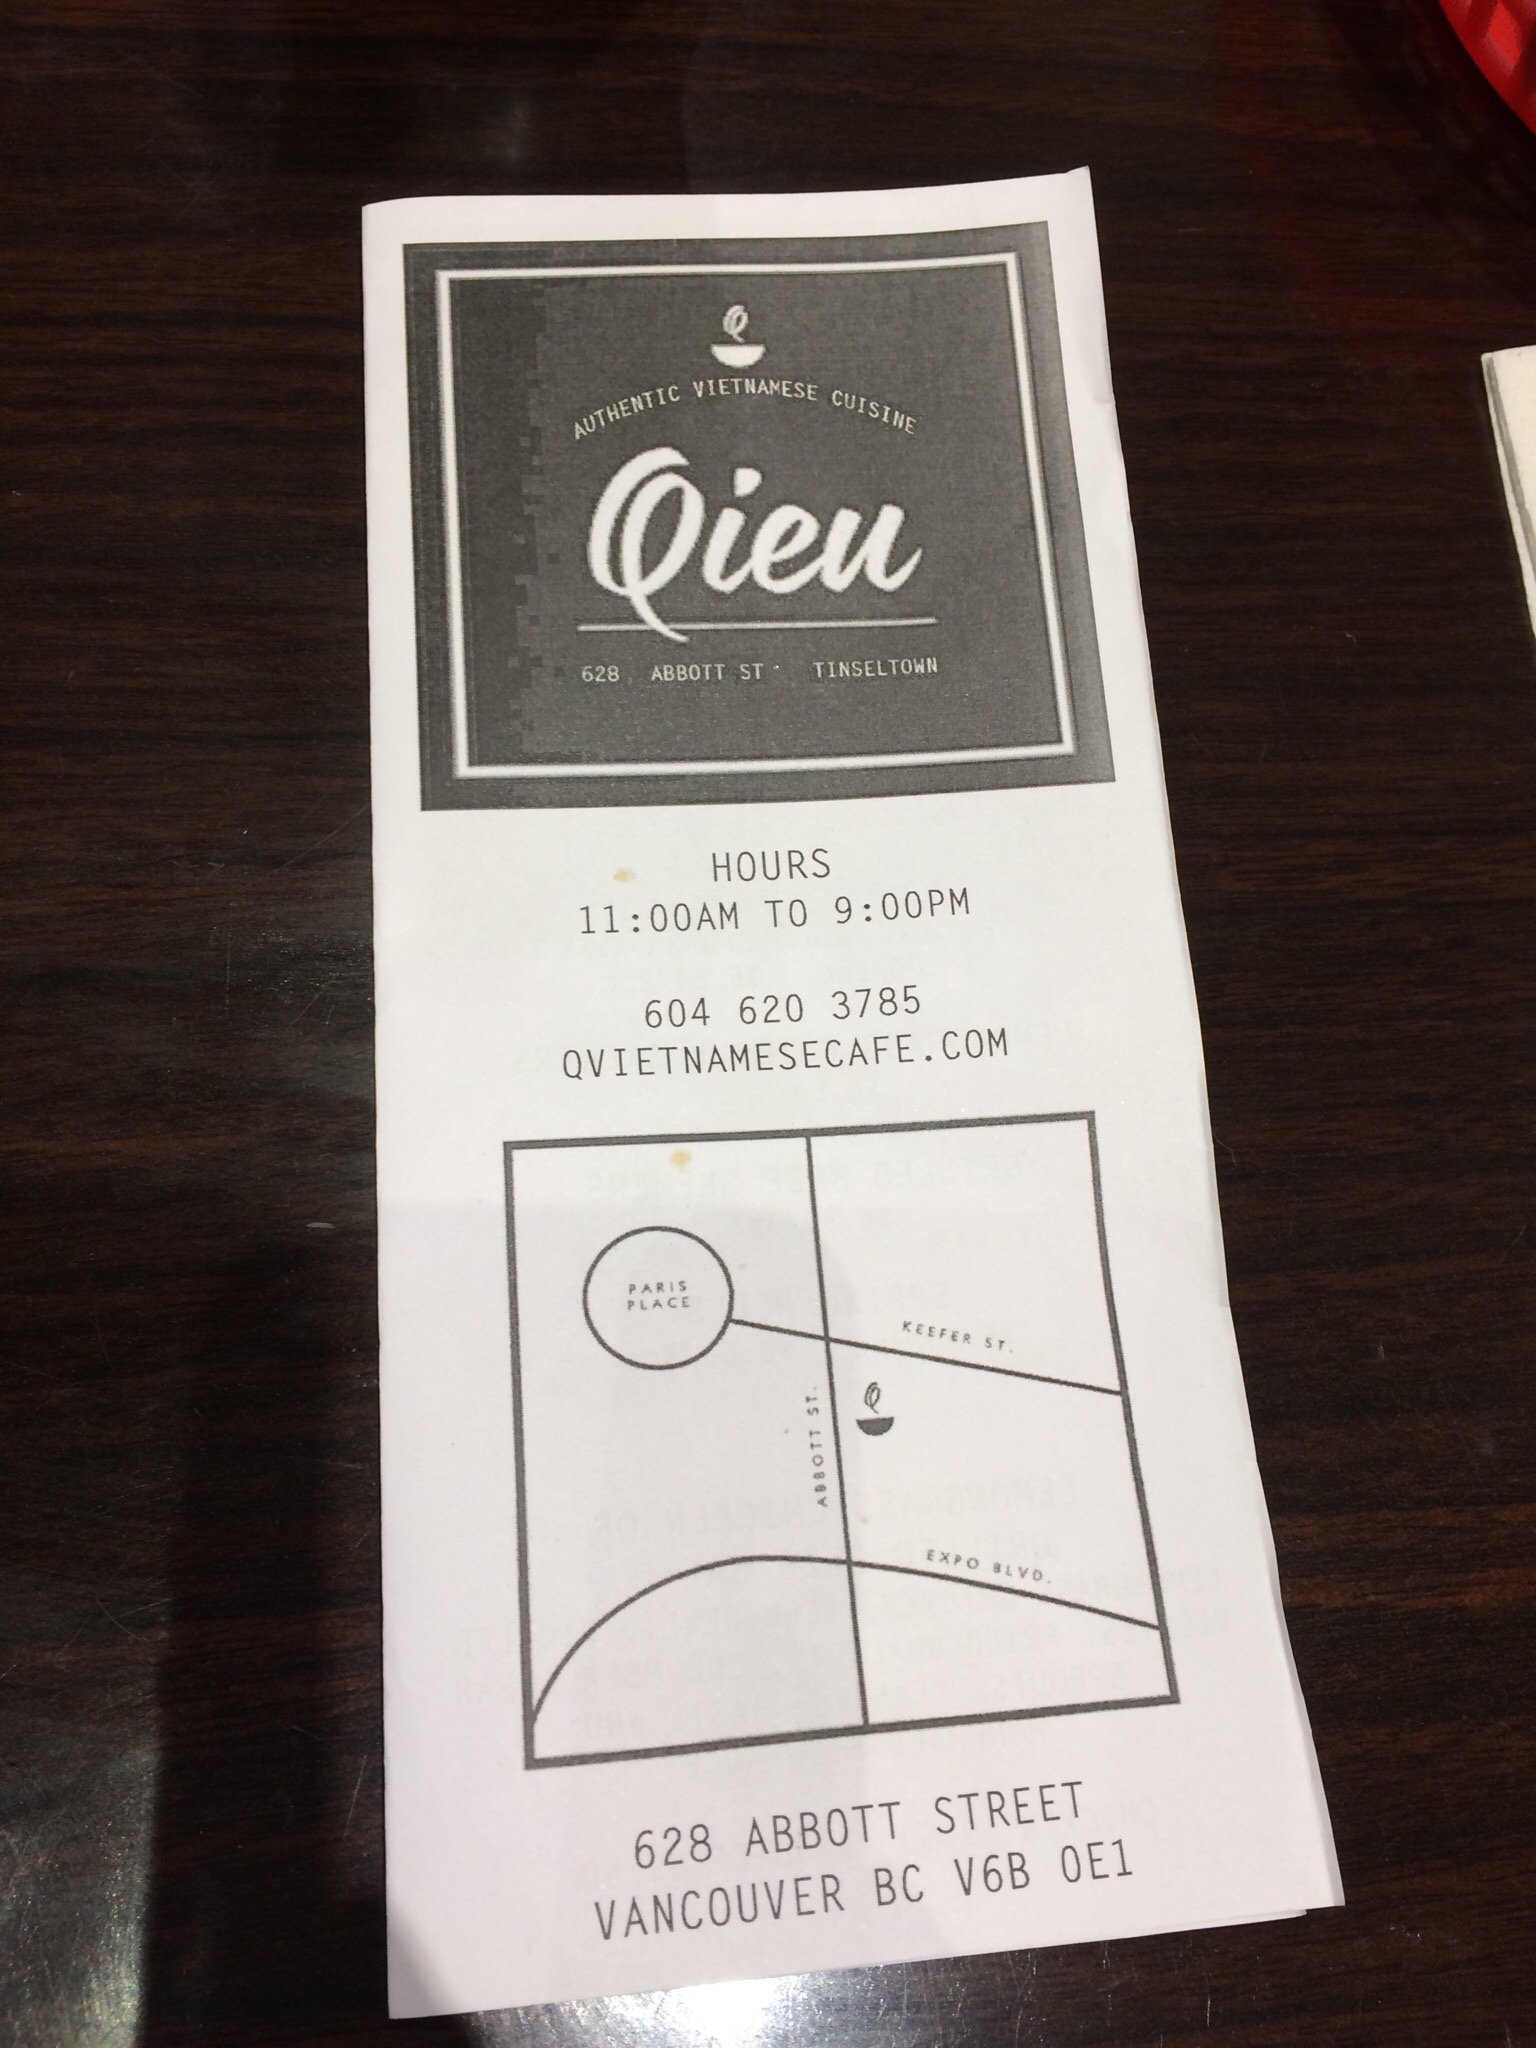 Q
AUTHENTIC VIETNAMESE CUISINE
Qien
628 ABBOTT ST · TINSELTOWN
HOURS
11:00AM TO 9:00PM
604 620 3785
QVIETNAMESECAFE.COM
PARIS
PLACE
KEEFER ST.
Q
ABBOTT ST.
EXPO BLVD.
628 ABBOTT STREET
VANCOUVER BC V6B 0E1